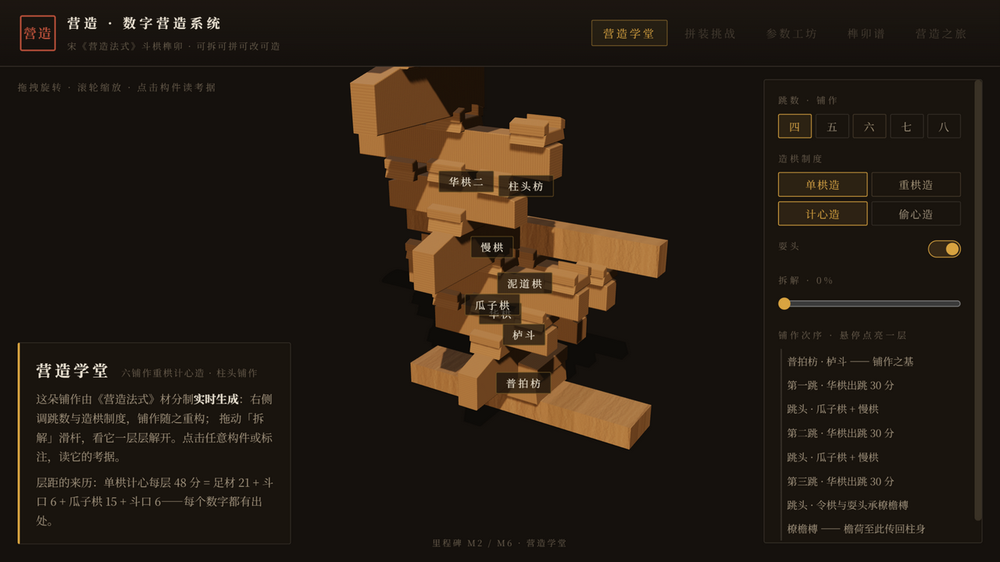 營造
营造 · 数字营造系统
宋《营造法式》斗栱榫卯 · 可拆可拼可改可造
营造学堂
拼装挑战
参数工坊
榫卯谱
营造之旅
拖拽旋转 · 滚轮缩放 · 点击构件读考据
华栱二
柱头枋
慢栱
泥道栱
瓜子栱
华栱
栌斗
普拍枋
营造学堂 六铺作重栱计心造 · 柱头铺作
这朵铺作由《营造法式》材分制实时生成：右侧
调跳数与造栱制度，铺作随之重构； 拖动「拆
解」滑杆，看它一层层解开。点击任意构件或标
注，读它的考据。
层距的来历：单栱计心每层 48 分 = 足材 21 + 斗
口 6 + 瓜子栱 15 + 斗口 6——每个数字都有出
处。
里程碑 M2 / M6 · 营造学堂
跳数 · 铺作
四 五 六 七 八
造栱制度
单栱造 重栱造
计心造 偷心造
耍头
拆解 · 0%
铺作次序 · 悬停点亮一层
普拍枋 · 栌斗 —— 铺作之基
第一跳 · 华栱出跳 30 分
跳头 · 瓜子栱 + 慢栱
第二跳 · 华栱出跳 30 分
跳头 · 瓜子栱 + 慢栱
第三跳 · 华栱出跳 30 分
跳头 · 令栱与耍头承橑檐槫
橑檐槫 —— 檐荷至此传回柱身